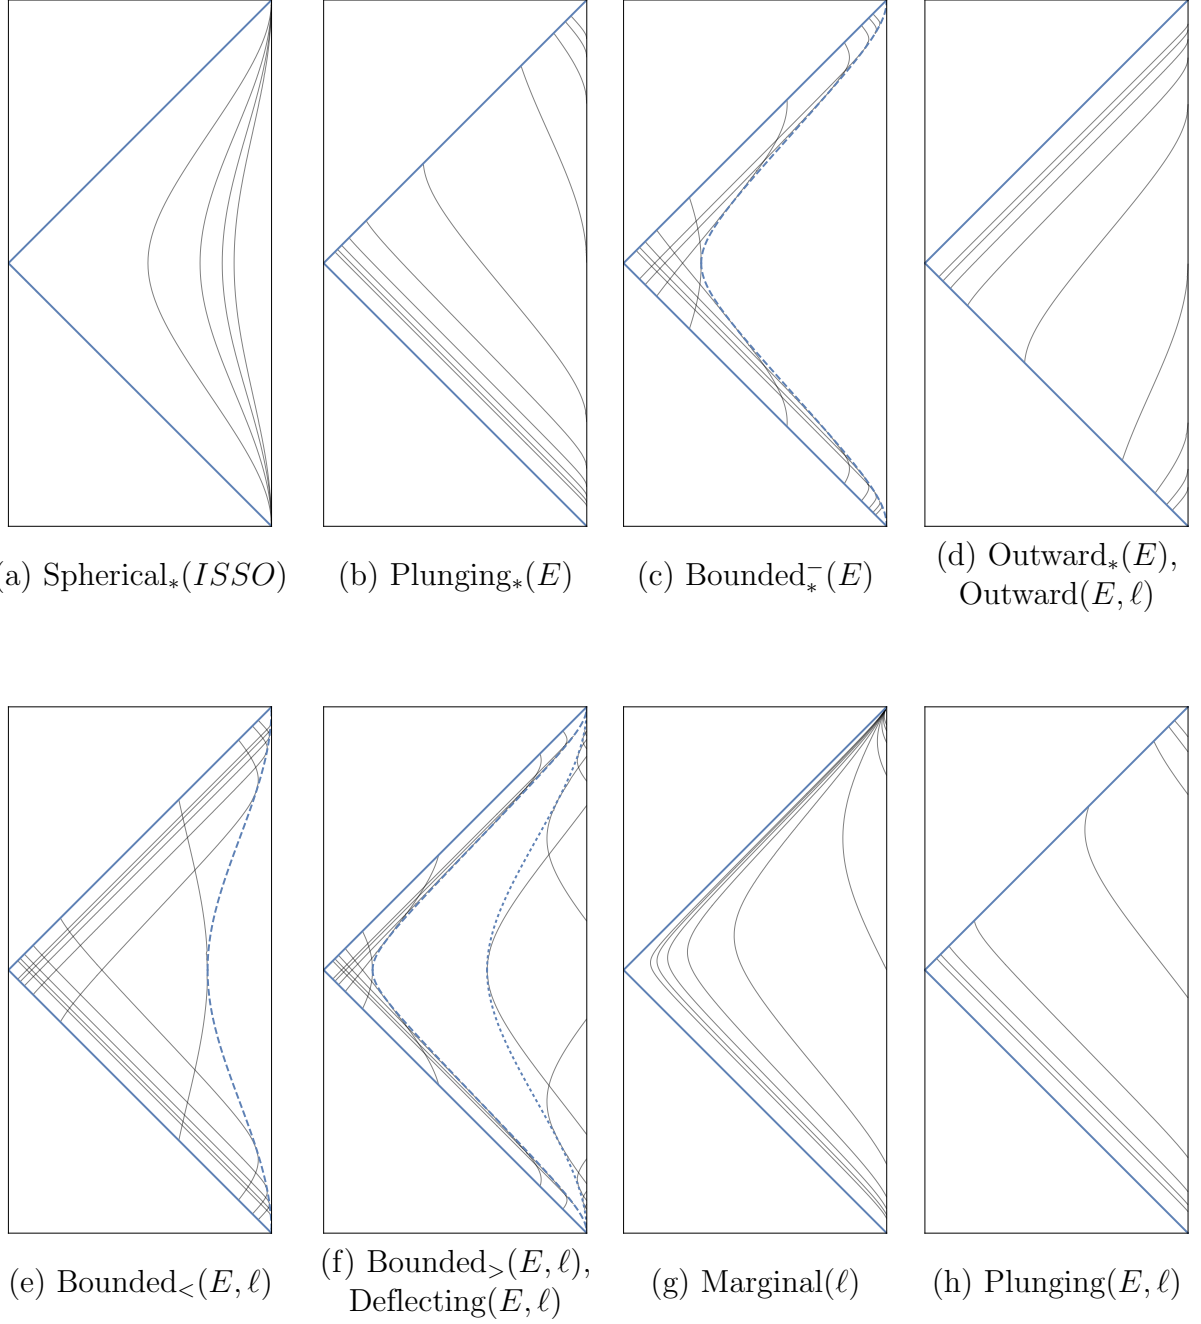 (a) Spherical∗(ISSO)
(b) Plunging∗(E)
(c) Bounded⁻∗(E)
(d) Outward∗(E),
Outward(E, ℓ)
(e) Bounded<(E, ℓ)
(f) Bounded>(E, ℓ),
Deflecting(E, ℓ)
(g) Marginal(ℓ)
(h) Plunging(E, ℓ)